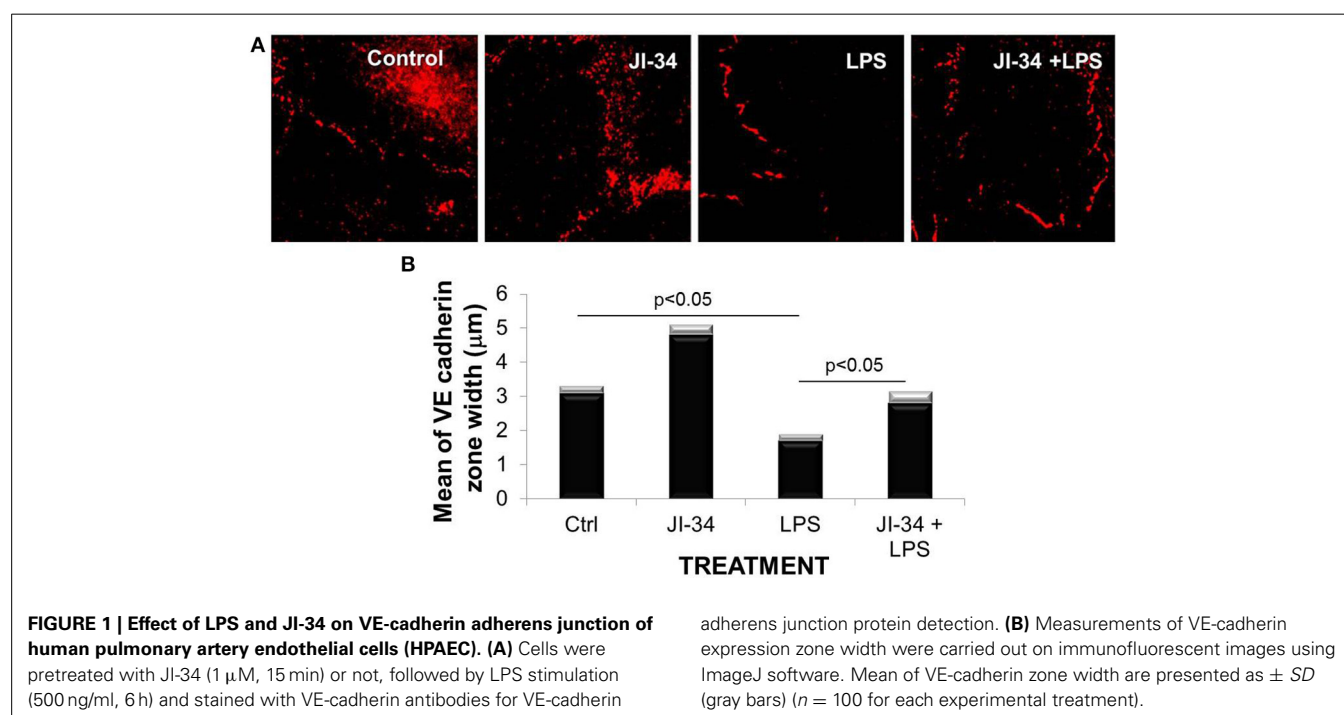 A
Control
JI-34
LPS
JI-34 +LPS
B
Mean of VE cadherin
zone width (μm)
6
5
4
3
2
1
0
p<0.05
p<0.05
Ctrl
JI-34
LPS
JI-34 +
LPS
TREATMENT
FIGURE 1 | Effect of LPS and JI-34 on VE-cadherin adherens junction of
human pulmonary artery endothelial cells (HPAEC). (A) Cells were
pretreated with JI-34 (1 μM, 15 min) or not, followed by LPS stimulation
(500 ng/ml, 6 h) and stained with VE-cadherin antibodies for VE-cadherin
adherens junction protein detection. (B) Measurements of VE-cadherin
expression zone width were carried out on immunofluorescent images using
ImageJ software. Mean of VE-cadherin zone width are presented as ± SD
(gray bars) (n = 100 for each experimental treatment).